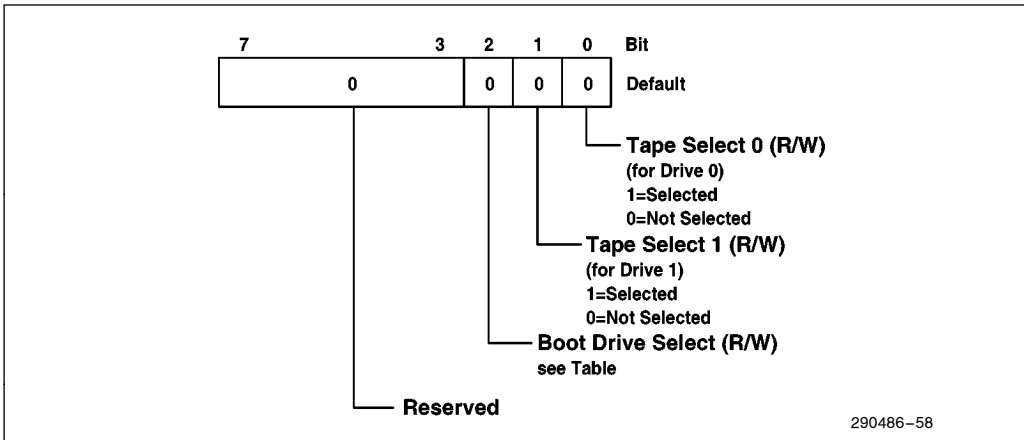 7 3 2 1 0 Bit
0 0 0 0 Default
Tape Select 0 (R/W)
(for Drive 0)
1=Selected
0=Not Selected
Tape Select 1 (R/W)
(for Drive 1)
1=Selected
0=Not Selected
Boot Drive Select (R/W)
see Table
Reserved
290486–58